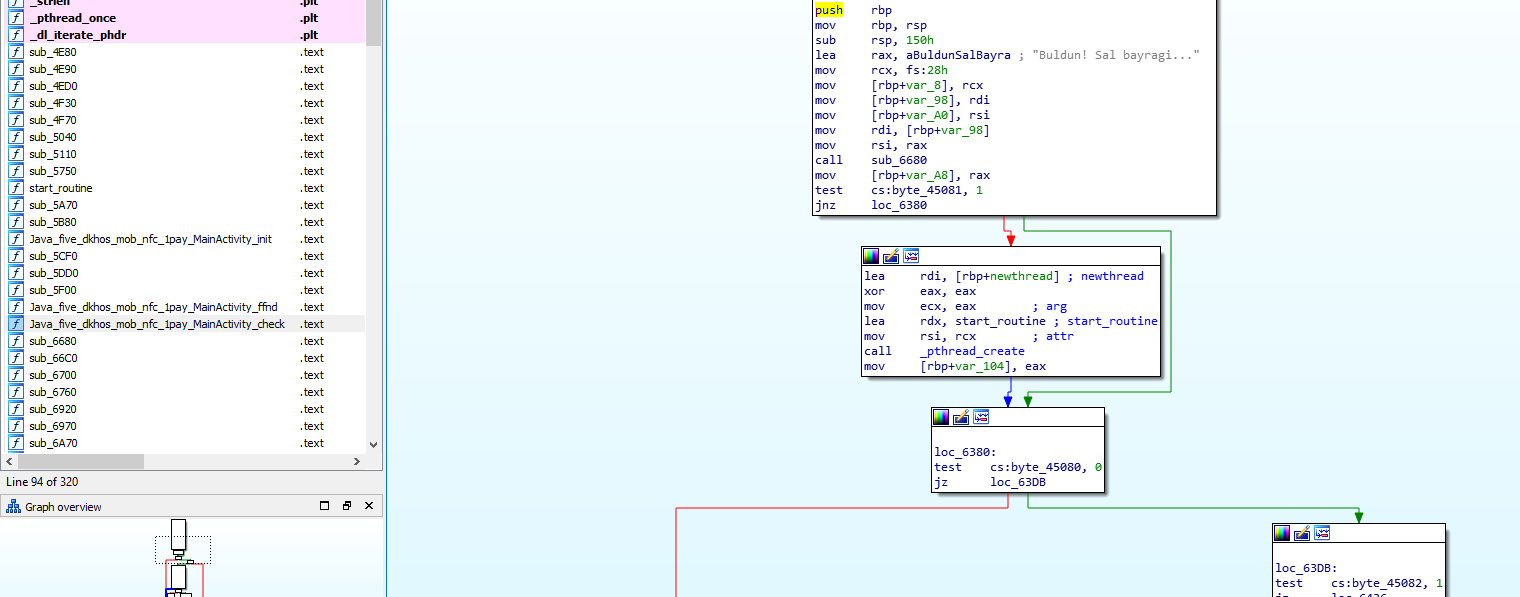 _strlen .plt
_pthread_once .plt
_dl_iterate_phdr .plt
sub_4E80 .text
sub_4E90 .text
sub_4ED0 .text
sub_4F30 .text
sub_4F70 .text
sub_5040 .text
sub_5110 .text
sub_5750 .text
start_routine .text
sub_5A70 .text
sub_5B80 .text
Java_five_dkhos_mob_nfc_1pay_MainActivity_init .text
sub_5CF0 .text
sub_5DD0 .text
sub_5F00 .text
Java_five_dkhos_mob_nfc_1pay_MainActivity_ffnd .text
Java_five_dkhos_mob_nfc_1pay_MainActivity_check .text
sub_6680 .text
sub_66C0 .text
sub_6700 .text
sub_6760 .text
sub_6920 .text
sub_6970 .text
sub_6A70 .text
Line 94 of 320
Graph overview
push rbp
mov rbp, rsp
sub rsp, 150h
lea rax, aBuldunSalBayra ; "Buldun! Sal bayragi..."
mov rcx, fs:28h
mov [rbp+var_8], rcx
mov [rbp+var_98], rdi
mov [rbp+var_A0], rsi
mov rdi, [rbp+var_98]
mov rsi, rax
call sub_6680
mov [rbp+var_A8], rax
test cs:byte_45081, 1
jnz loc_6380
lea rdi, [rbp+newthread] ; newthread
xor eax, eax
mov ecx, eax ; arg
lea rdx, start_routine ; start_routine
mov rsi, rcx ; attr
call _pthread_create
mov [rbp+var_104], eax
loc_6380:
test cs:byte_45080, 0
jz loc_63DB
loc_63DB:
test cs:byte_45082, 1